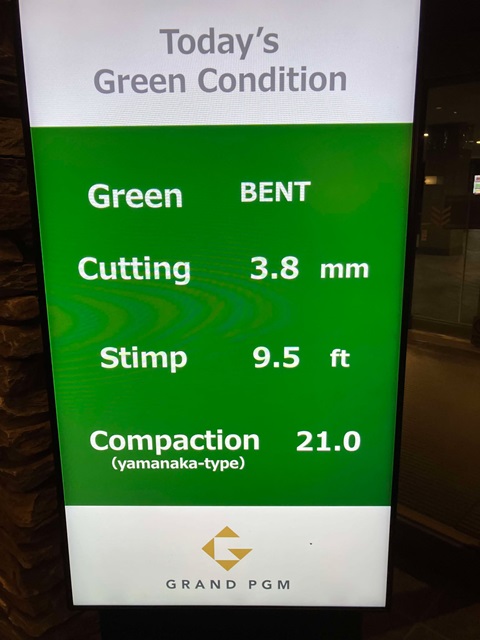 Today's
Green Condition
Green BENT
Cutting 3.8 mm
Stimp 9.5 ft
Compaction 21.0
(yamanaka-type)
GRAND PGM